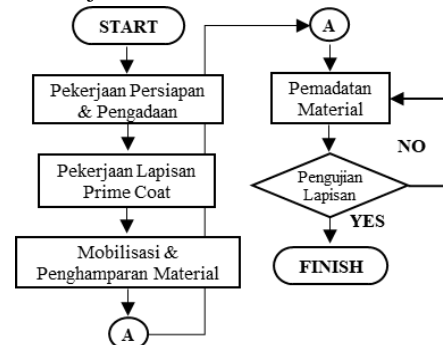 START
Pekerjaan Persiapan
& Pengadaan
Pekerjaan Lapisan
Prime Coat
Mobilisasi &
Penghamparan Material
A
A
Pemadatan
Material
NO
Pengujian
Lapisan
YES
FINISH